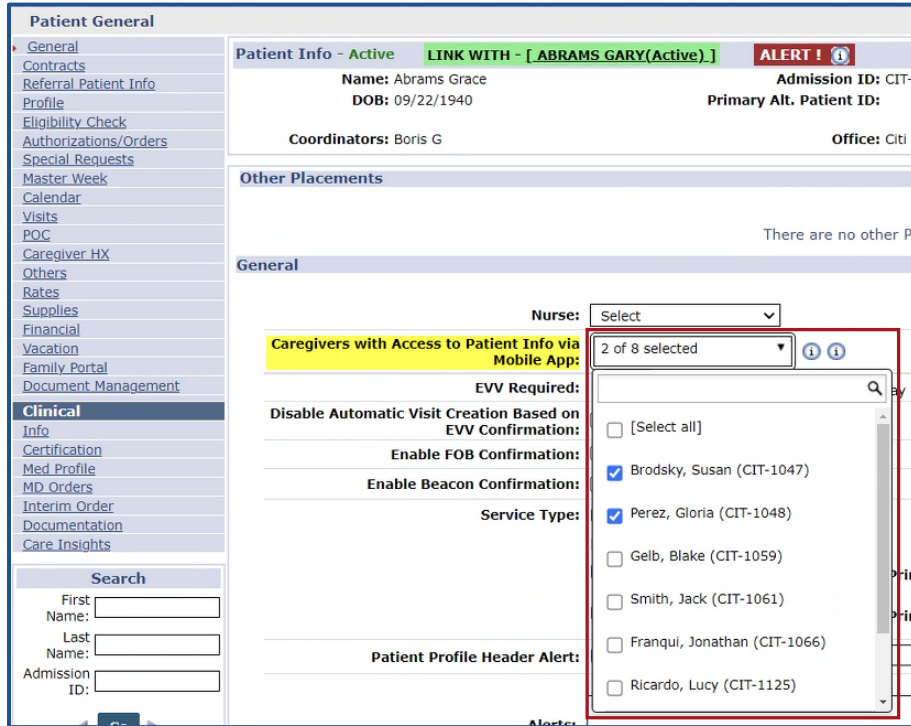 Patient General
General
Contracts
Referral Patient Info
Profile
Eligibility Check
Authorizations/Orders
Special Requests
Master Week
Calendar
Visits
POC
Caregiver HX
Others
Rates
Supplies
Financial
Vacation
Family Portal
Document Management
Clinical
Info
Certification
Med Profile
MD Orders
Interim Order
Documentation
Care Insights
Search
First Name:
Last Name:
Admission ID:
Patient Info - Active LINK WITH - [ ABRAMS GARY(Active) ] ALERT !
Name: Abrams Grace Admission ID: CIT-
DOB: 09/22/1940 Primary Alt. Patient ID:
Coordinators: Boris G Office: Citi
Other Placements
There are no other P
General
Nurse: Select
Caregivers with Access to Patient Info via
Mobile App: 2 of 8 selected
EVV Required:
Disable Automatic Visit Creation Based on
EVV Confirmation:
Enable FOB Confirmation:
Enable Beacon Confirmation:
Service Type:
Patient Profile Header Alert:
Alerts:
[Select all]
Brodsky, Susan (CIT-1047)
Perez, Gloria (CIT-1048)
Gelb, Blake (CIT-1059)
Smith, Jack (CIT-1061)
Franqui, Jonathan (CIT-1066)
Ricardo, Lucy (CIT-1125)